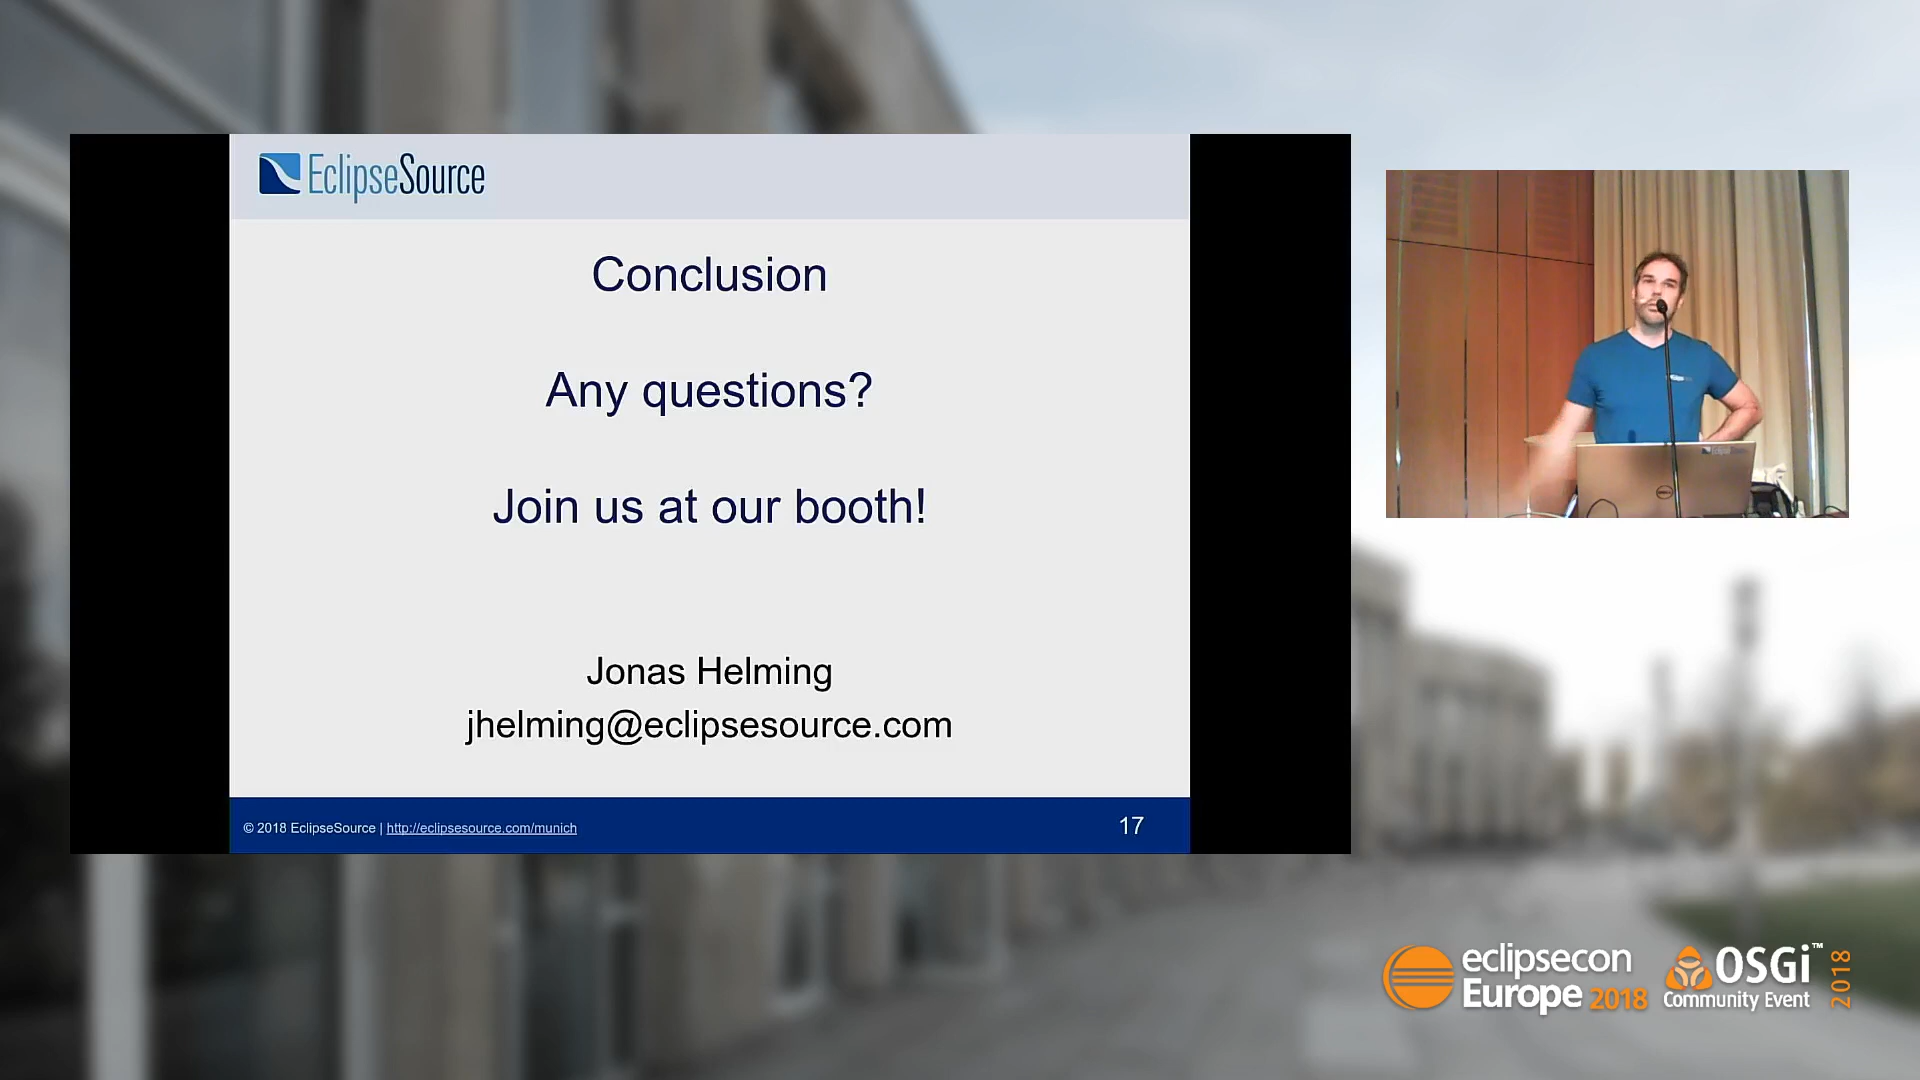 EclipseSource
Conclusion
Any questions?
Join us at our booth!
Jonas Helming
jhelming@eclipsesource.com
© 2018 EclipseSource | http://eclipsesource.com/munich
17
DELL
eclipsecon
Europe 2018
OSGi™
Community Event
2018